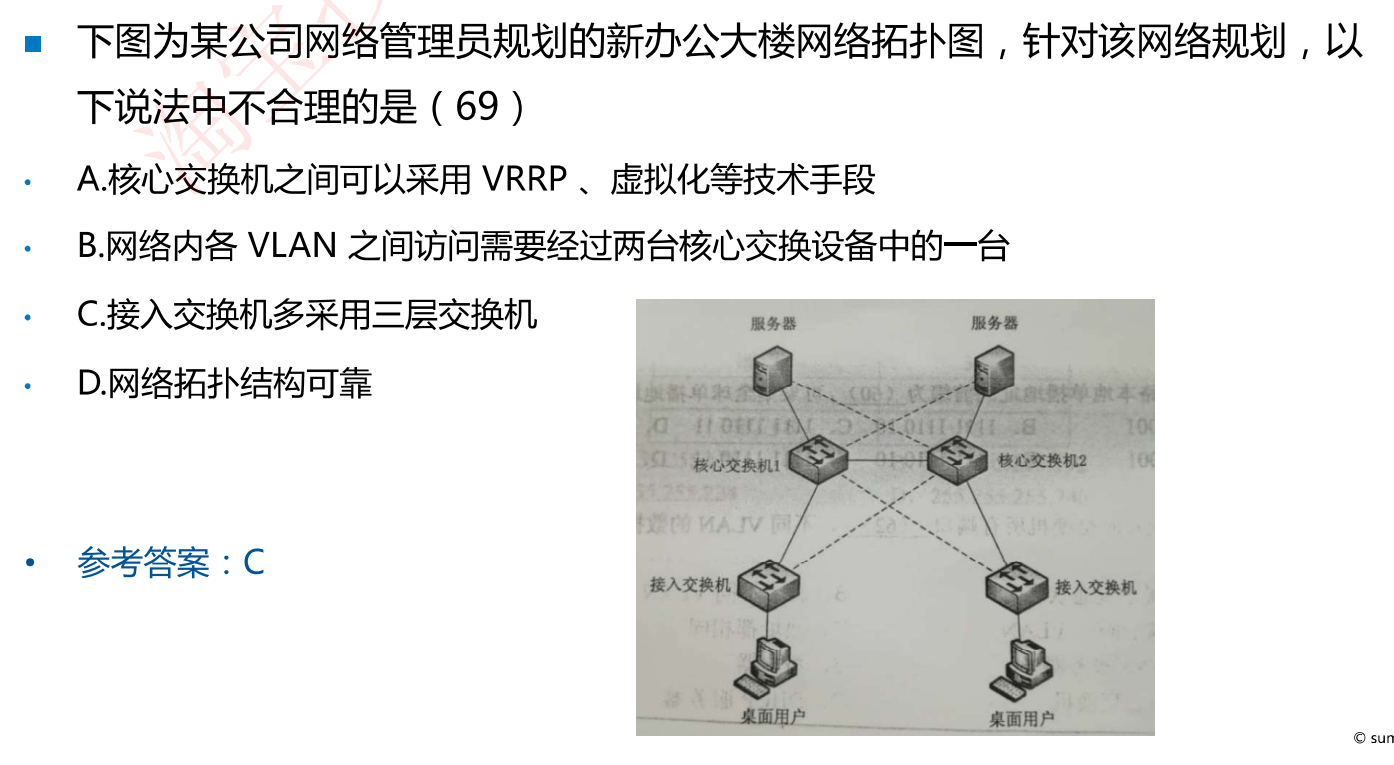 下图为某公司网络管理员规划的新办公大楼网络拓扑图，针对该网络规划，以
下说法中不合理的是（69）
A.核心交换机之间可以采用 VRRP 、虚拟化等技术手段
B.网络内各 VLAN 之间访问需要经过两台核心交换设备中的一台
C.接入交换机多采用三层交换机
D.网络拓扑结构可靠
服务器 服务器
核心交换机1 核心交换机2
接入交换机 接入交换机
桌面用户 桌面用户
参考答案：C
© sum